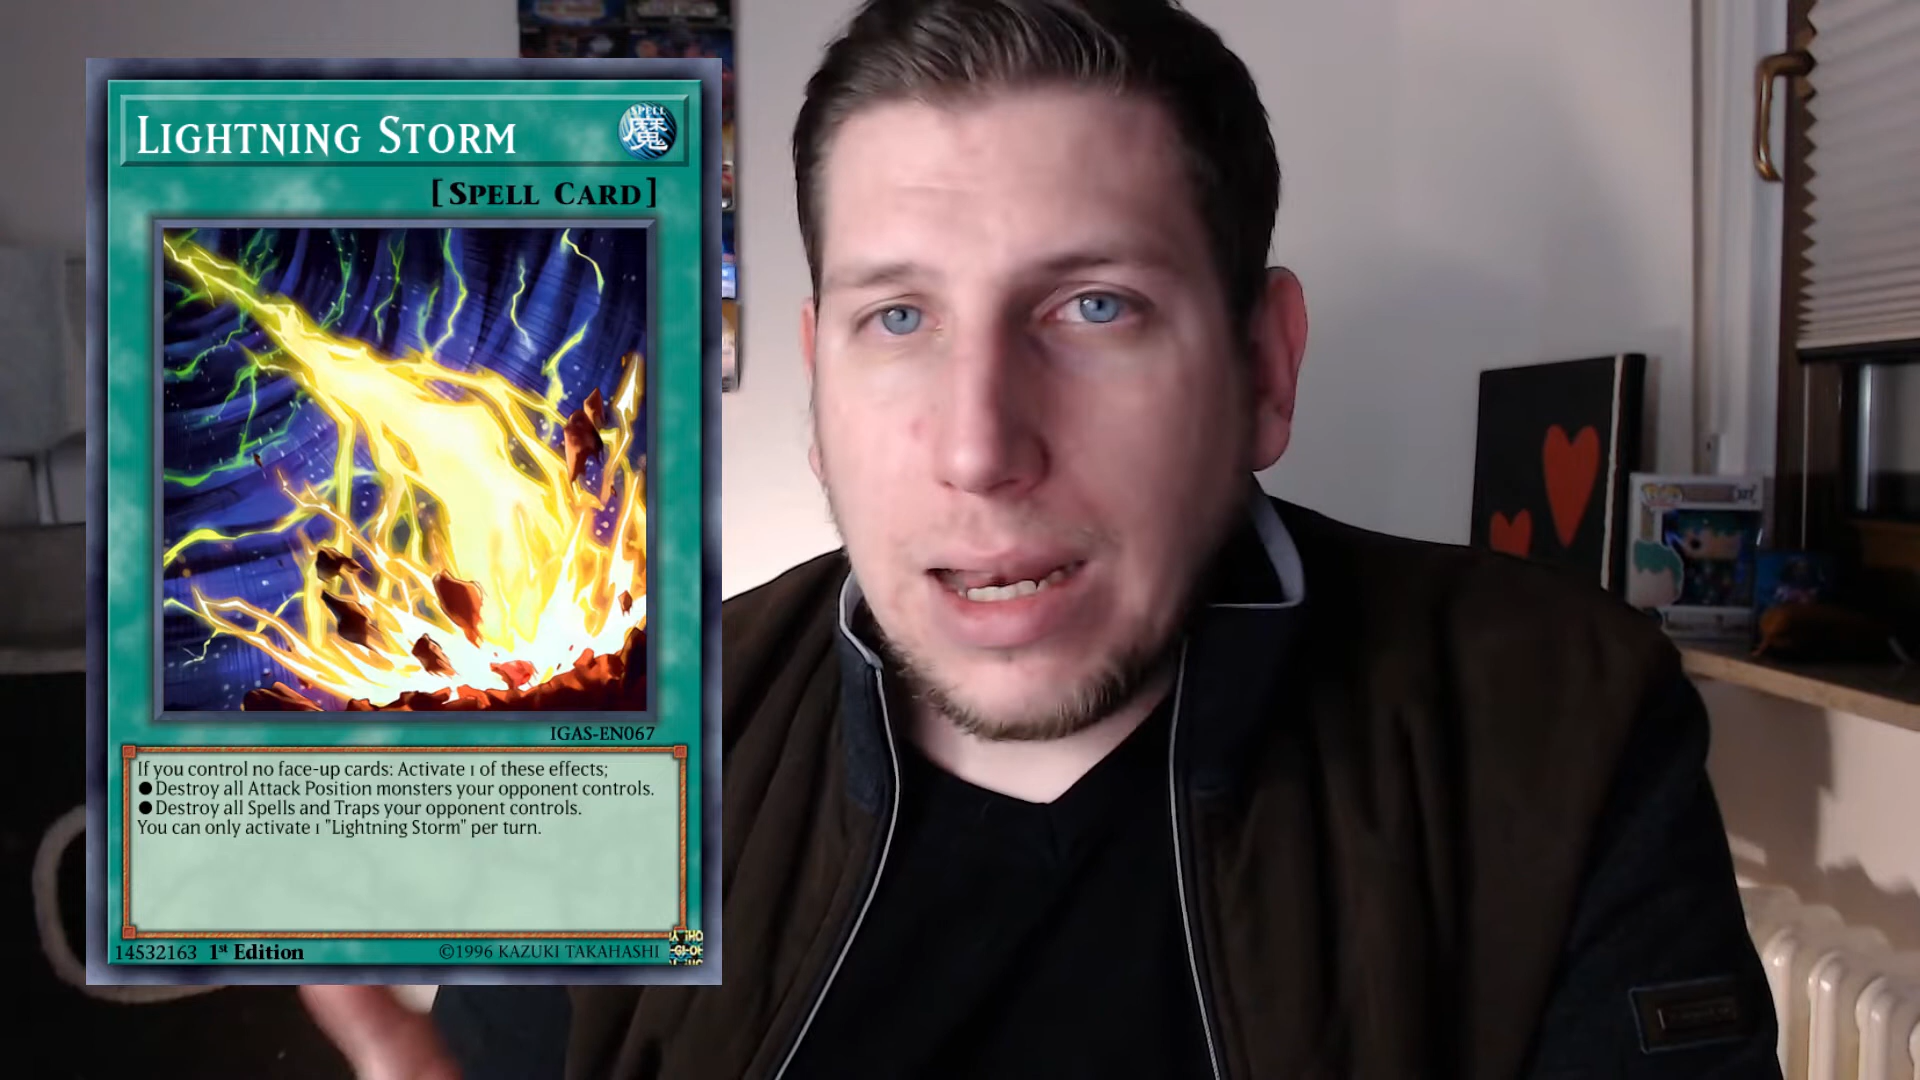 LIGHTNING STORM
SPELL
魔
[SPELL CARD]
IGAS-EN067
If you control no face-up cards: Activate 1 of these effects;
●Destroy all Attack Position monsters your opponent controls.
●Destroy all Spells and Traps your opponent controls.
You can only activate 1 "Lightning Storm" per turn.
14532163 1st Edition ©1996 KAZUKI TAKAHASHI